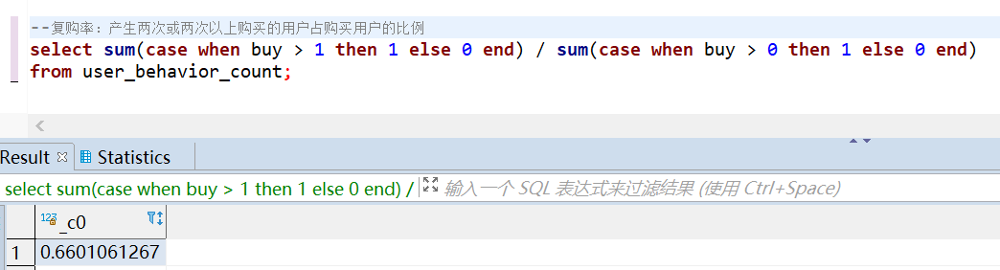 --复购率：产生两次或两次以上购买的用户占购买用户的比例
select sum(case when buy > 1 then 1 else 0 end) / sum(case when buy > 0 then 1 else 0 end)
from user_behavior_count;
Result Statistics
select sum(case when buy > 1 then 1 else 0 end) / 输入一个 SQL 表达式来过滤结果 (使用 Ctrl+Space)
123 _c0
1 0.6601061267